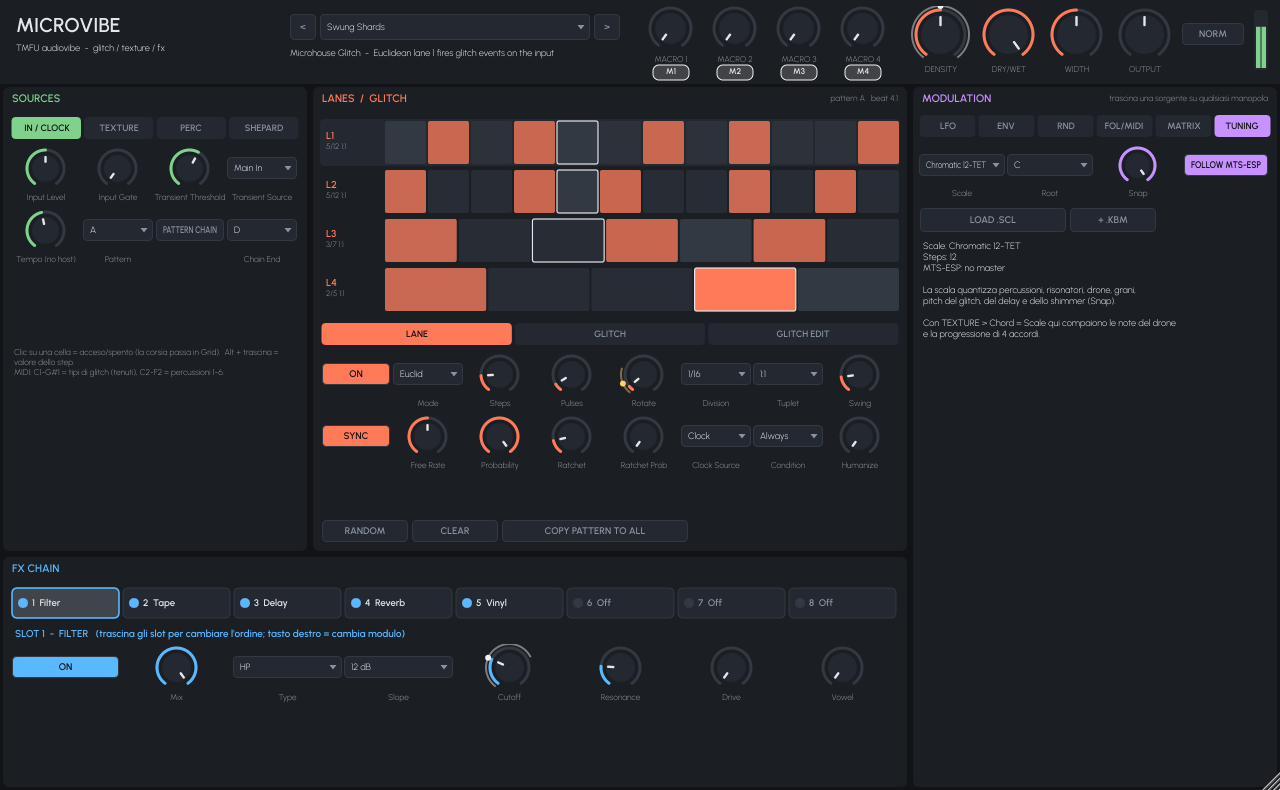 MICROVIBE
TMFU audiovibe - glitch / texture / fx
<
Swung Shards
>
Microhouse Glitch - Euclidean lane 1 fires glitch events on the input
MACRO 1
MACRO 2
MACRO 3
MACRO 4
M1
M2
M3
M4
DENSITY
DRY/WET
WIDTH
OUTPUT
NORM
SOURCES
IN / CLOCK
TEXTURE
PERC
SHEPARD
Main In
Input Level
Input Gate
Transient Threshold
Transient Source
A
PATTERN CHAIN
D
Tempo (no host)
Pattern
Chain End
Clic su una cella = acceso/spento (la corsia passa in Grid). Alt + trascina =
valore dello step.
MIDI: C1-G#1 = tipi di glitch (tenuti), C2-F2 = percussioni 1-6.
LANES / GLITCH
pattern A beat 4.1
L1
5/12 1:1
L2
5/12 1:1
L3
3/7 1:1
L4
2/5 1:1
LANE
GLITCH
GLITCH EDIT
ON
Euclid
1/16
1:1
Mode
Steps
Pulses
Rotate
Division
Tuplet
Swing
SYNC
Clock
Always
Free Rate
Probability
Ratchet
Ratchet Prob
Clock Source
Condition
Humanize
RANDOM
CLEAR
COPY PATTERN TO ALL
MODULATION
trascina una sorgente su qualsiasi manopola
LFO
ENV
RND
FOL/MIDI
MATRIX
TUNING
Chromatic 12-TET
C
FOLLOW MTS-ESP
Scale
Root
Snap
LOAD .SCL
+ .KBM
Scale: Chromatic 12-TET
Steps: 12
MTS-ESP: no master
La scala quantizza percussioni, risonatori, drone, grani,
pitch del glitch, del delay e dello shimmer (Snap).
Con TEXTURE > Chord = Scale qui compaiono le note del drone
e la progressione di 4 accordi.
FX CHAIN
1 Filter
2 Tape
3 Delay
4 Reverb
5 Vinyl
6 Off
7 Off
8 Off
SLOT 1 - FILTER (trascina gli slot per cambiare l'ordine; tasto destro = cambia modulo)
ON
HP
12 dB
Mix
Type
Slope
Cutoff
Resonance
Drive
Vowel